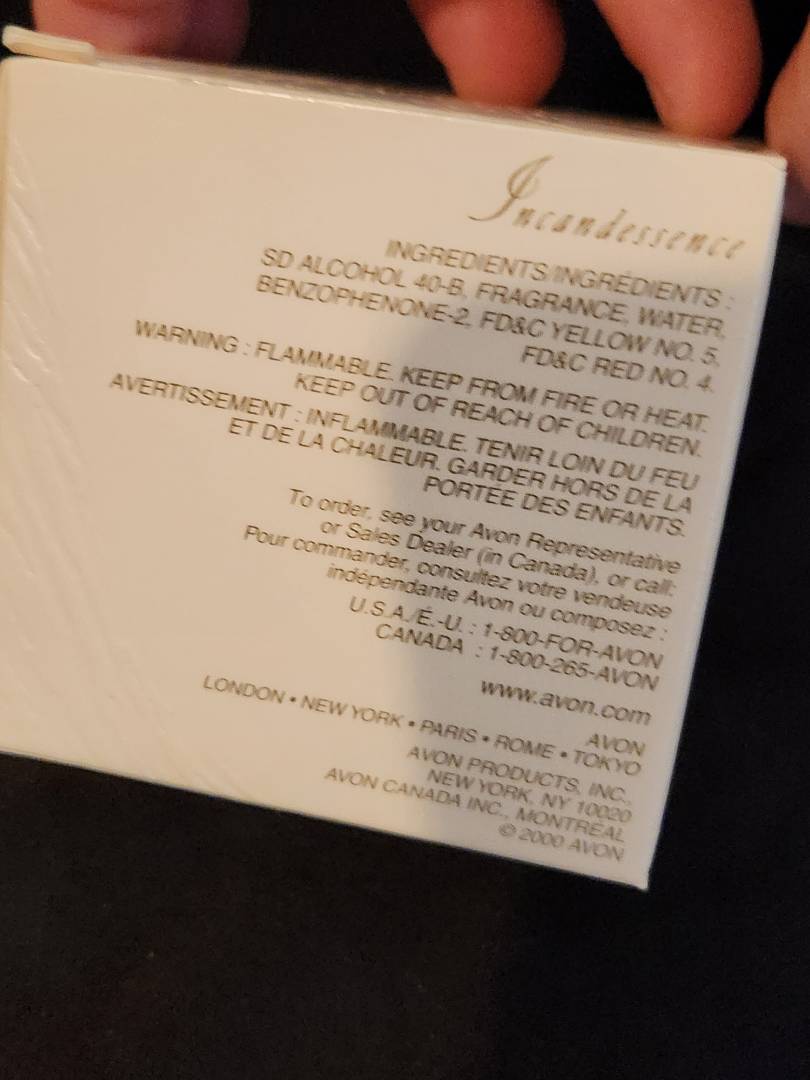 Incandessence
INGREDIENTS/INGRÉDIENTS :
SD ALCOHOL 40-B, FRAGRANCE, WATER,
BENZOPHENONE-2, FD&C YELLOW NO. 5,
FD&C RED NO. 4.
WARNING : FLAMMABLE. KEEP FROM FIRE OR HEAT.
KEEP OUT OF REACH OF CHILDREN.
AVERTISSEMENT : INFLAMMABLE. TENIR LOIN DU FEU
ET DE LA CHALEUR. GARDER HORS DE LA
PORTÉE DES ENFANTS.
To order, see your Avon Representative
or Sales Dealer (in Canada), or call:
Pour commander, consultez votre vendeuse
indépendante Avon ou composez :
U.S.A./É.-U. : 1-800-FOR-AVON
CANADA : 1-800-265-AVON
www.avon.com
AVON
LONDON • NEW YORK • PARIS • ROME • TOKYO
AVON PRODUCTS, INC.,
NEW YORK, NY 10020
AVON CANADA INC., MONTRÉAL
© 2000 AVON